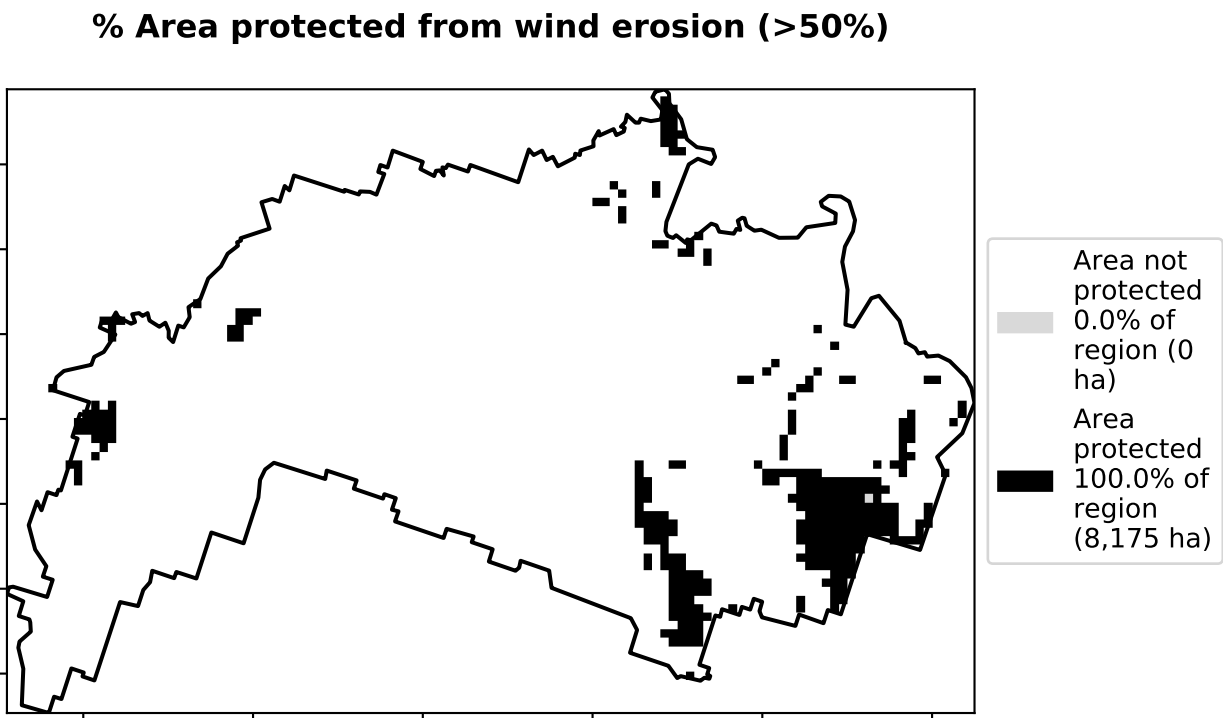 % Area protected from wind erosion (>50%)
Area not
protected
0.0% of
region (0
ha)
Area
protected
100.0% of
region
(8,175 ha)